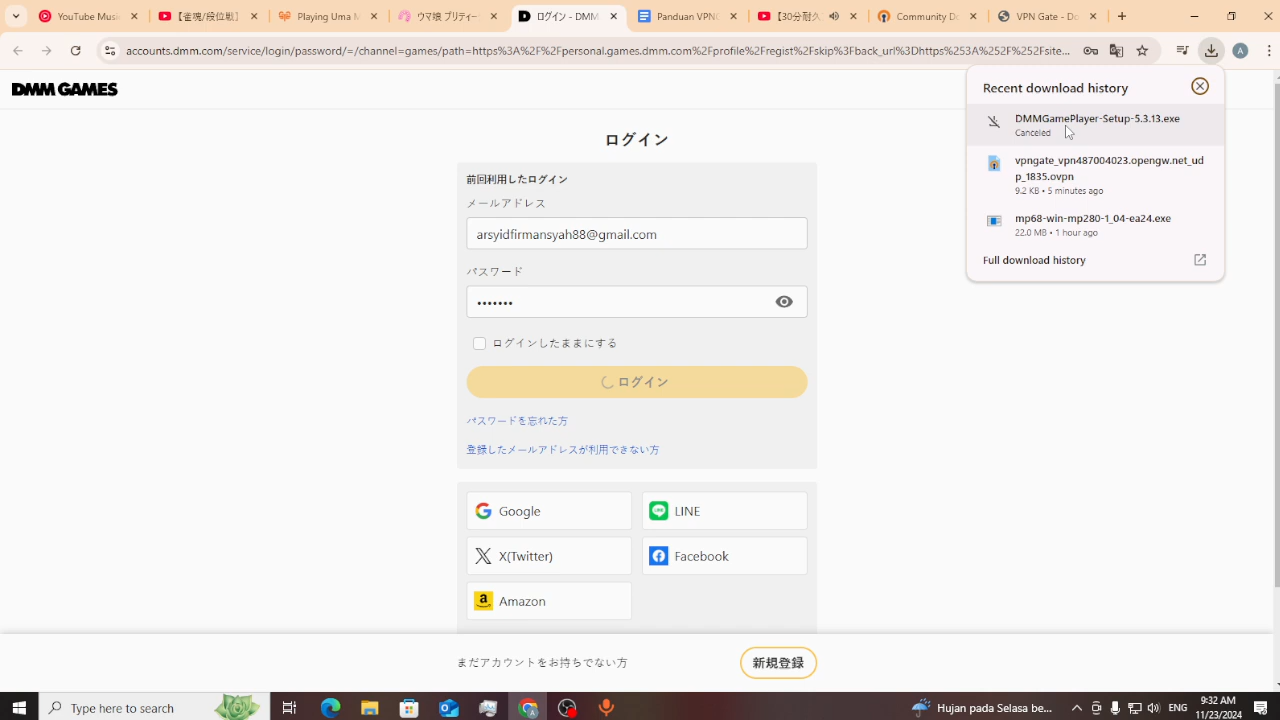 YouTube Music
【雀魂/段位戦】
Playing Uma M
ウマ娘 プリティー
ログイン - DMM
Panduan VPN
【30分耐久
Community D
VPN Gate - Do
accounts.dmm.com/service/login/password/=/channel=games/path=https%3A%2F%2Fpersonal.games.dmm.com%2Fprofile%2Fregist%2Fskip%3Fback_url%3Dhttps%253A%252F%252Fsite...
A
DMM GAMES
Recent download history
DMMGamePlayer-Setup-5.3.13.exe
Canceled
vpngate_vpn487004023.opengw.net_ud
p_1835.ovpn
9.2 KB • 5 minutes ago
mp68-win-mp280-1_04-ea24.exe
22.0 MB • 1 hour ago
Full download history
ログイン
前回利用したログイン
メールアドレス
arsyidfirmansyah88@gmail.com
パスワード
•••••••
ログインしたままにする
ログイン
パスワードを忘れた方
登録したメールアドレスが利用できない方
Google
LINE
X(Twitter)
Facebook
Amazon
まだアカウントをお持ちでない方
新規登録
Type here to search
Hujan pada Selasa be...
ENG
9:32 AM
11/23/2024